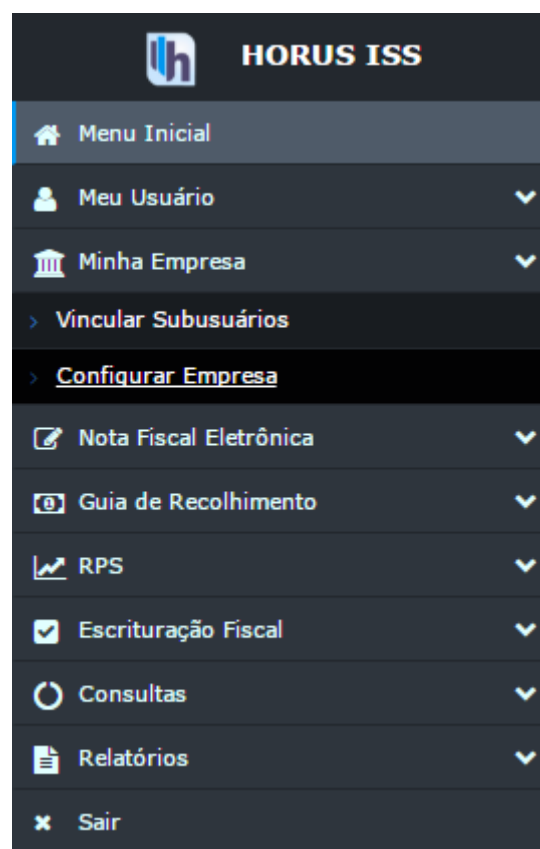 HORUS ISS
Menu Inicial
Meu Usuário
Minha Empresa
Vincular Subusuários
Configurar Empresa
Nota Fiscal Eletrônica
Guia de Recolhimento
RPS
Escrituração Fiscal
Consultas
Relatórios
Sair